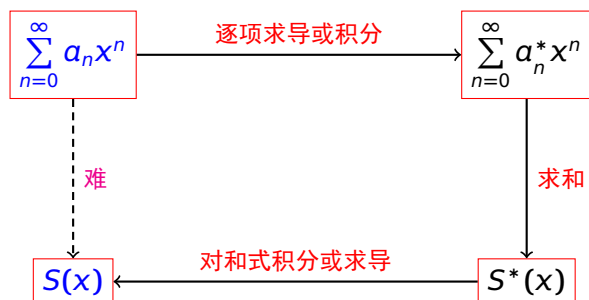 ∑_{n=0}^{∞} a_n x^n
逐项求导或积分
∑_{n=0}^{∞} a_n^* x^n
难
求和
S(x)
对和式积分或求导
S^*(x)